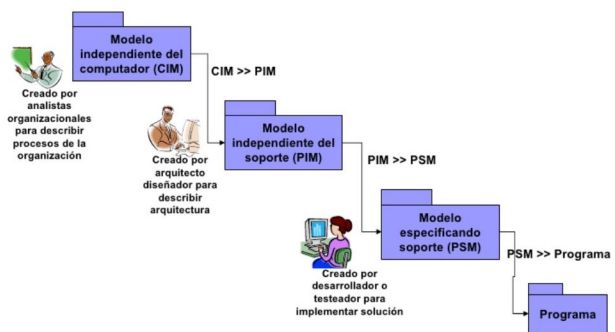 Modelo
independiente del
computador (CIM)
CIM >> PIM
Creado por
analistas
organizacionales
para describir
procesos de la
organización
Modelo
independiente del
soporte (PIM)
PIM >> PSM
Creado por
arquitecto
diseñador para
describir
arquitectura
Modelo
especificando
soporte (PSM)
PSM >> Programa
Creado por
desarrollador o
testeador para
implementar solución
Programa